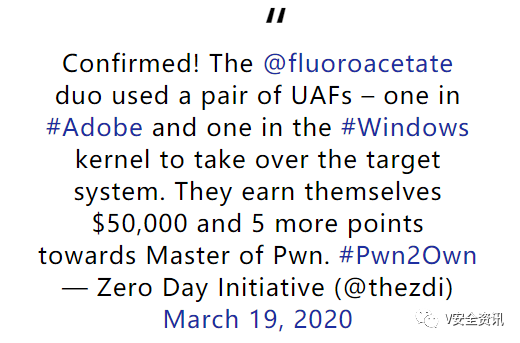 “
Confirmed! The @fluoroacetate
duo used a pair of UAFs – one in
#Adobe and one in the #Windows
kernel to take over the target
system. They earn themselves
$50,000 and 5 more points
towards Master of Pwn. #Pwn2Own
— Zero Day Initiative (@thezdi)
March 19, 2020
V安全资讯